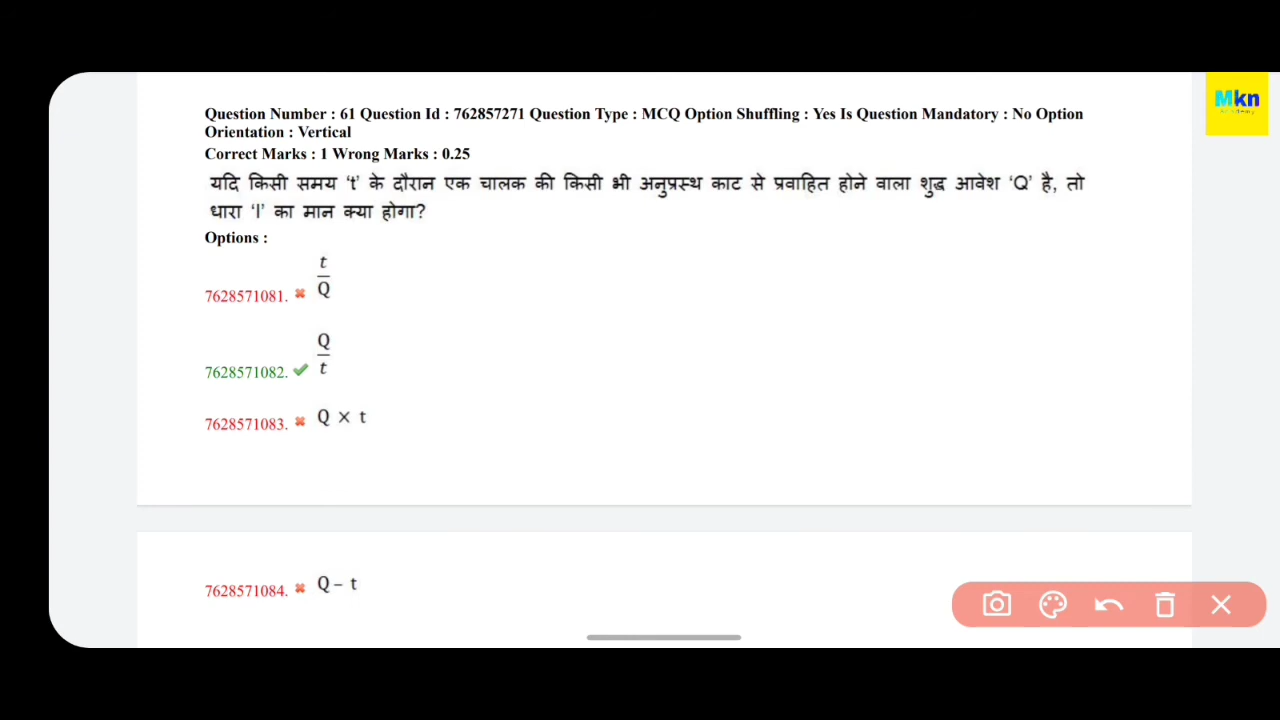 Mkn
Question Number : 61 Question Id : 762857271 Question Type : MCQ Option Shuffling : Yes Is Question Mandatory : No Option
Orientation : Vertical
Correct Marks : 1 Wrong Marks : 0.25
यदि किसी समय ‘t’ के दौरान एक चालक की किसी भी अनुप्रस्थ काट से प्रवाहित होने वाला शुद्ध आवेश ‘Q’ है, तो
धारा ‘I’ का मान क्या होगा?
Options :
t
7628571081. Q
Q
7628571082. t
7628571083. Q × t
7628571084. Q – t